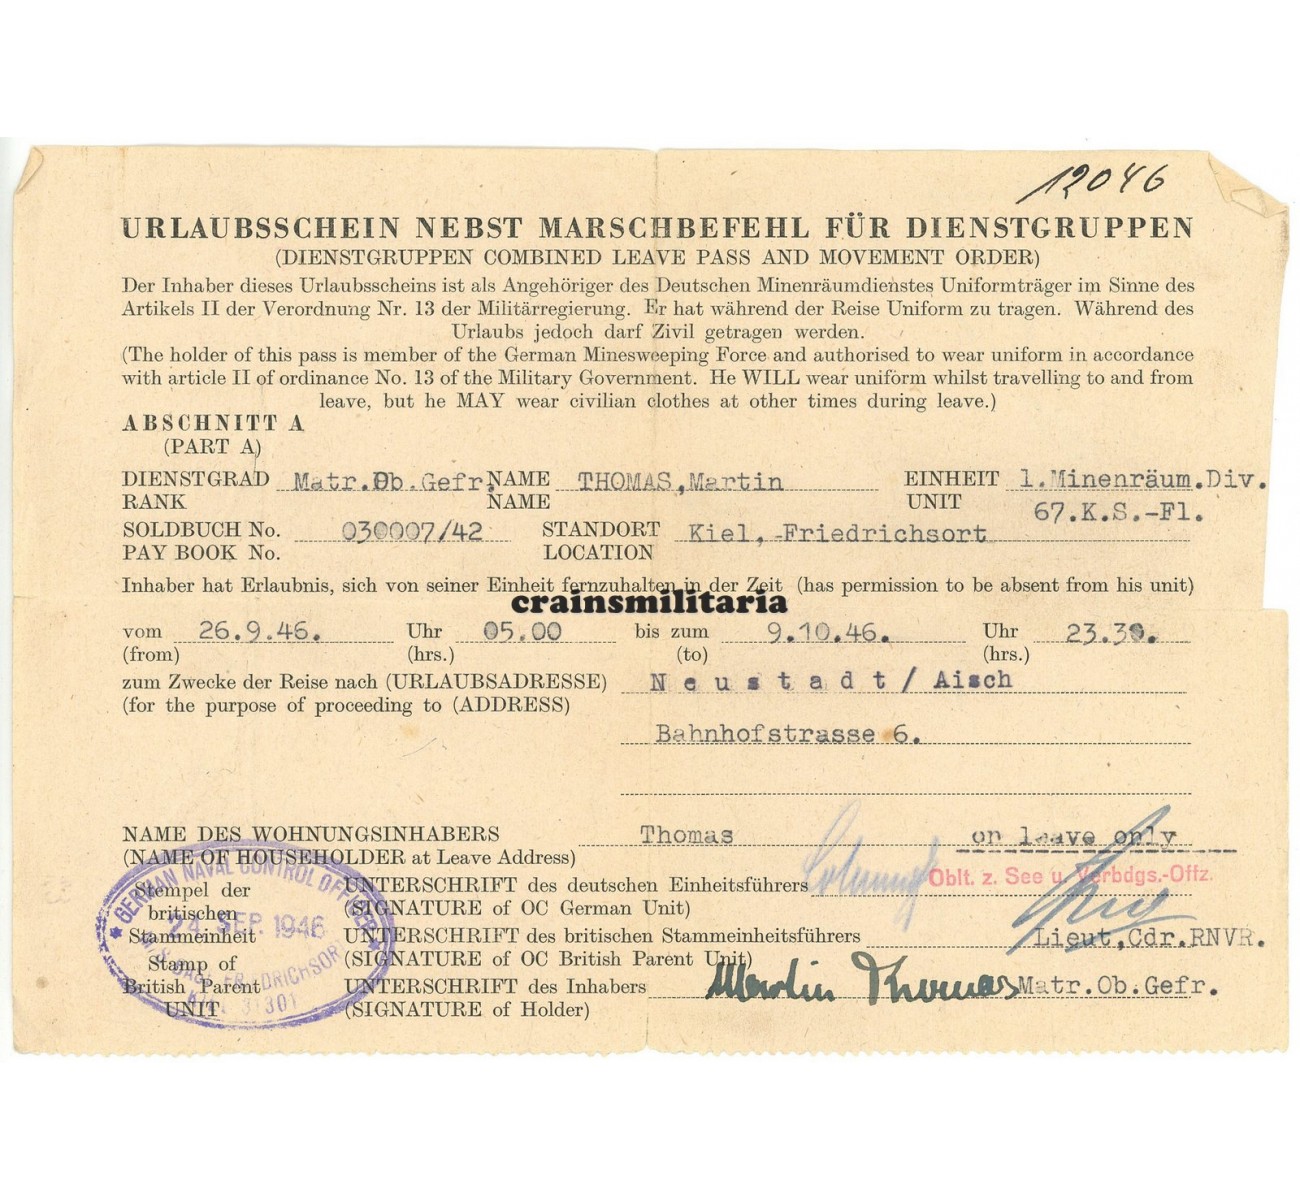 12046
URLAUBSSCHEIN NEBST MARSCHBEFEHL FÜR DIENSTGRUPPEN
(DIENSTGRUPPEN COMBINED LEAVE PASS AND MOVEMENT ORDER)
Der Inhaber dieses Urlaubsscheins ist als Angehöriger des Deutschen Minenräumdienstes Uniformträger im Sinne des
Artikels II der Verordnung Nr. 13 der Militärregierung. Er hat während der Reise Uniform zu tragen. Während des
Urlaubs jedoch darf Zivil getragen werden.
(The holder of this pass is member of the German Minesweeping Force and authorised to wear uniform in accordance
with article II of ordinance No. 13 of the Military Government. He WILL wear uniform whilst travelling to and from
leave, but he MAY wear civilian clothes at other times during leave.)
ABSCHNITT A
(PART A)
DIENSTGRAD Matr.Ob.Gefr. NAME THOMAS,Martin EINHEIT 1.Minenräum.Div.
RANK NAME UNIT 67.K.S.-Fl.
SOLDBUCH No. 030007/42 STANDORT Kiel,-Friedrichsort
PAY BOOK No. LOCATION
Inhaber hat Erlaubnis, sich von seiner Einheit fernzuhalten in der Zeit (has permission to be absent from his unit)
crainsmilitaria
vom 26.9.46. Uhr 05.00 bis zum 9.10.46. Uhr 23.30.
(from) (hrs.) (to) (hrs.)
zum Zwecke der Reise nach (URLAUBSADRESSE) Neustadt/Aisch
(for the purpose of proceeding to (ADDRESS)
Bahnhofstrasse 6.
NAME DES WOHNUNGSINHABERS Thomas on leave only
(NAME OF HOUSEHOLDER at Leave Address)
Stempel der UNTERSCHRIFT des deutschen Einheitsführers Oblt. z. See u. Verbdgs.-Offz.
britischen (SIGNATURE of OC German Unit)
Stammeinheit UNTERSCHRIFT des britischen Stammeinheitsführers Lieut.Cdr.RNVR.
Stamp of (SIGNATURE of OC British Parent Unit)
British Parent UNTERSCHRIFT des Inhabers Martin Thomas Matr.Ob.Gefr.
UNIT (SIGNATURE of Holder)
GERMAN NAVAL CONTROL OFFICER
24 SEP 1946